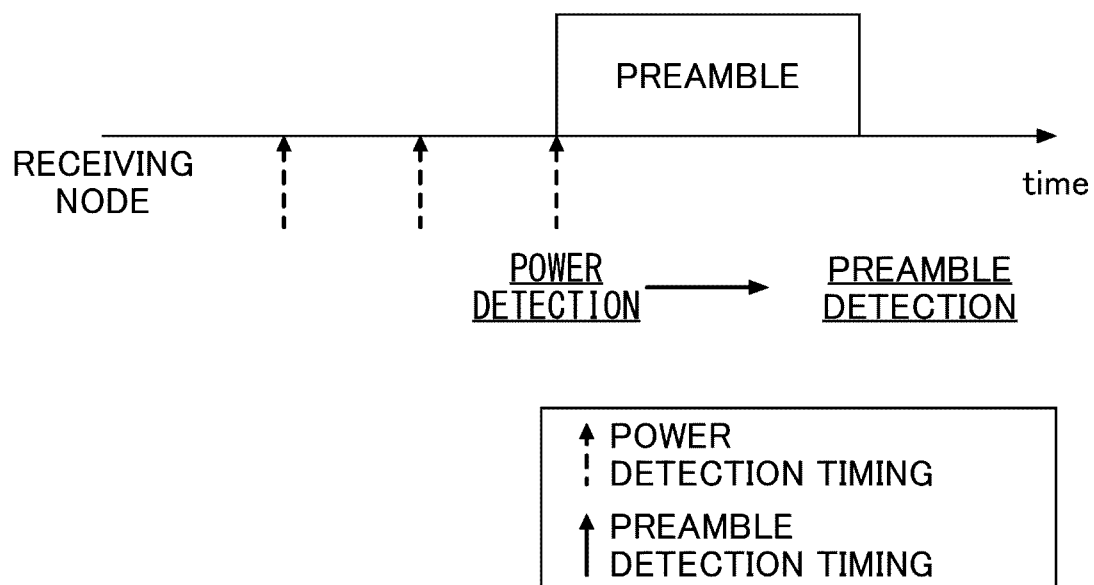 PREAMBLE
RECEIVING
NODE
time
POWER
DETECTION
PREAMBLE
DETECTION
POWER
DETECTION TIMING
PREAMBLE
DETECTION TIMING